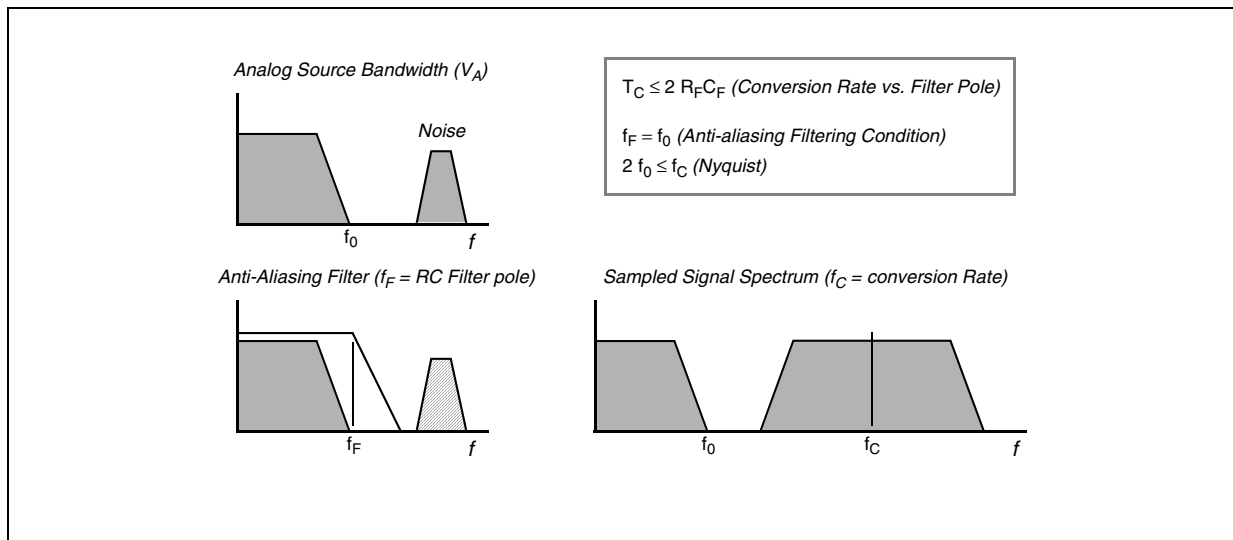 Analog Source Bandwidth (V_A)
Noise
f_0
f
T_C ≤ 2 R_FC_F (Conversion Rate vs. Filter Pole)
f_F = f_0 (Anti-aliasing Filtering Condition)
2 f_0 ≤ f_C (Nyquist)
Anti-Aliasing Filter (f_F = RC Filter pole)
f_F
f
Sampled Signal Spectrum (f_C = conversion Rate)
f_0
f_C
f